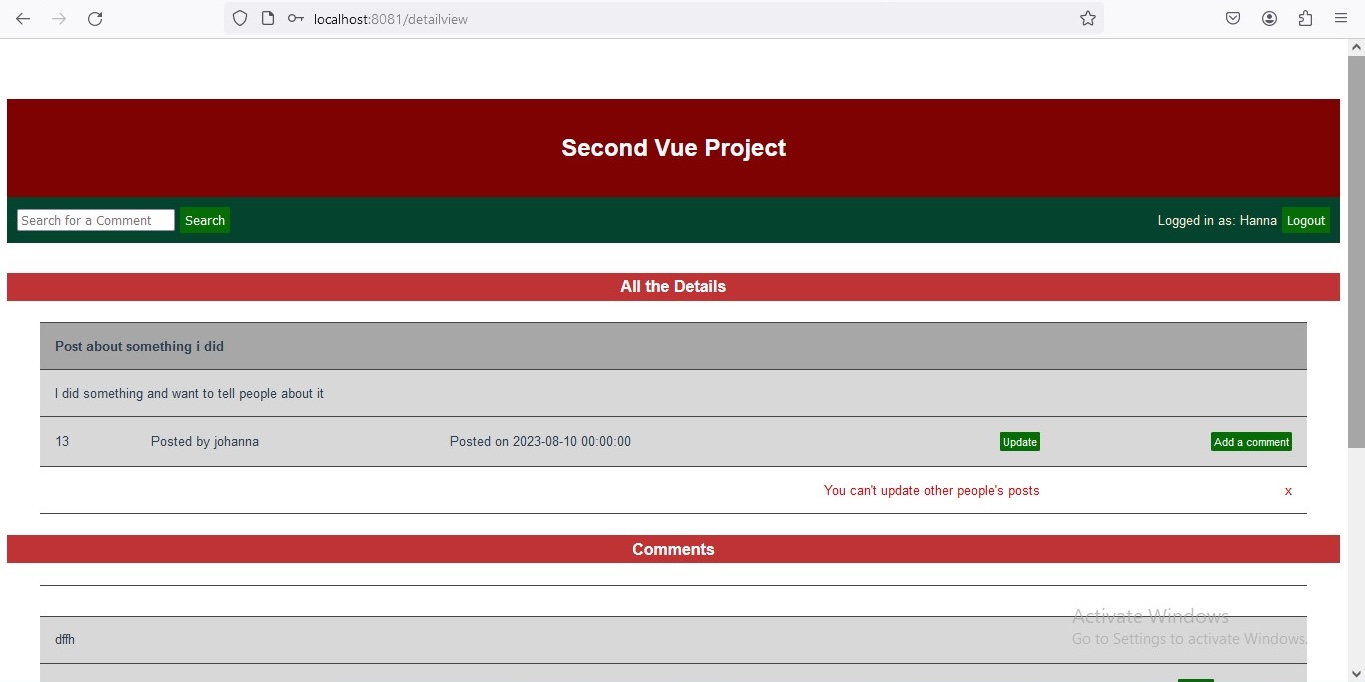 localhost:8081/detailview
Second Vue Project
Search for a Comment Search Logged in as: Hanna Logout
All the Details
Post about something i did
I did something and want to tell people about it
13 Posted by johanna Posted on 2023-08-10 00:00:00 Update Add a comment
You can't update other people's posts x
Comments
Activate Windows
dffh Go to Settings to activate Windows.